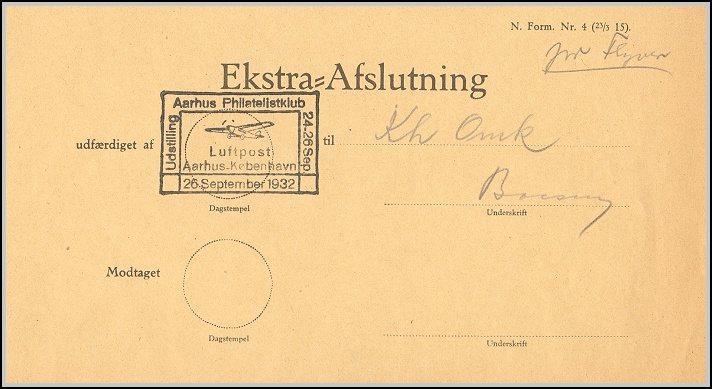 N. Form. Nr. 4 (23/3 15).
pr Flyver
Ekstra-Afslutning
Aarhus Philatelistklub
Udstilling
24-26 Sep.
Luftpost
Aarhus-København
26 September 1932
udfærdiget af
til
Kh Omk
Dagstempel
Underskrift
Modtaget
Dagstempel
Underskrift